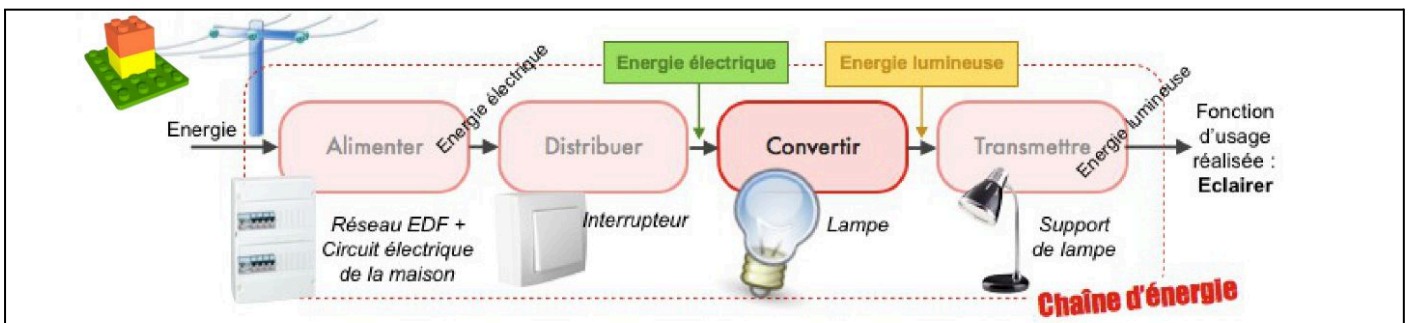 Energie
Alimenter
Energie électrique
Distribuer
Energie électrique
Convertir
Energie lumineuse
Transmettre
Energie lumineuse
Fonction
d'usage
réalisée :
Eclairer
Réseau EDF +
Circuit électrique
de la maison
Interrupteur
Lampe
Support
de lampe
Chaîne d'énergie